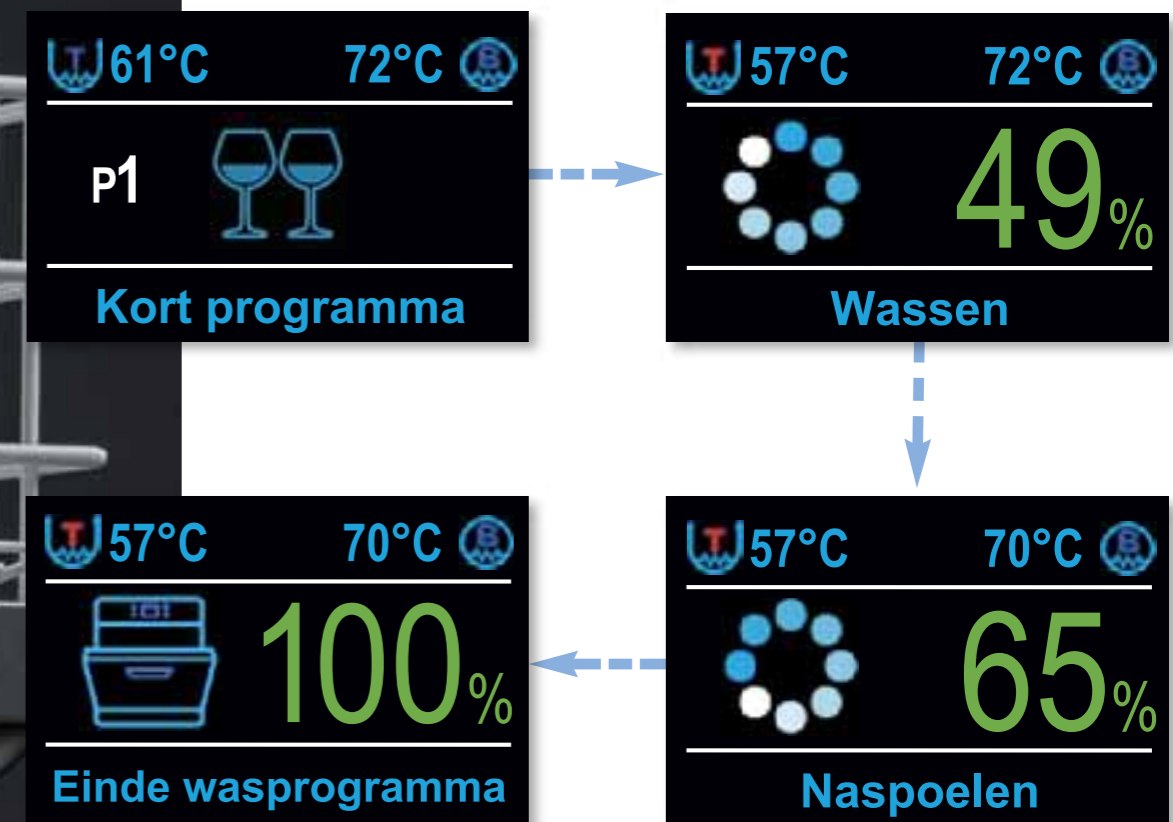 T 61°C 72°C B
P1
Kort programma
T 57°C 72°C B
49%
Wassen
T 57°C 70°C B
65%
Naspoelen
T 57°C 70°C B
100%
Einde wasprogramma